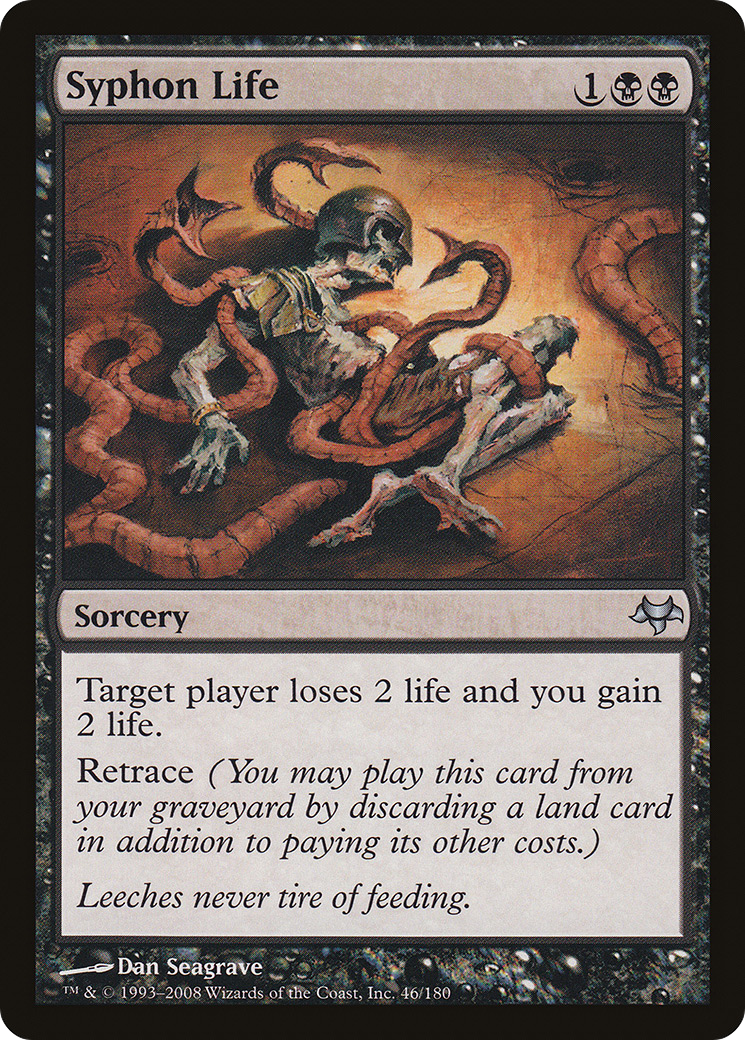 Syphon Life 1
Sorcery
Target player loses 2 life and you gain
2 life.
Retrace (You may play this card from
your graveyard by discarding a land card
in addition to paying its other costs.)
Leeches never tire of feeding.
Dan Seagrave
™ & © 1993–2008 Wizards of the Coast, Inc. 46/180